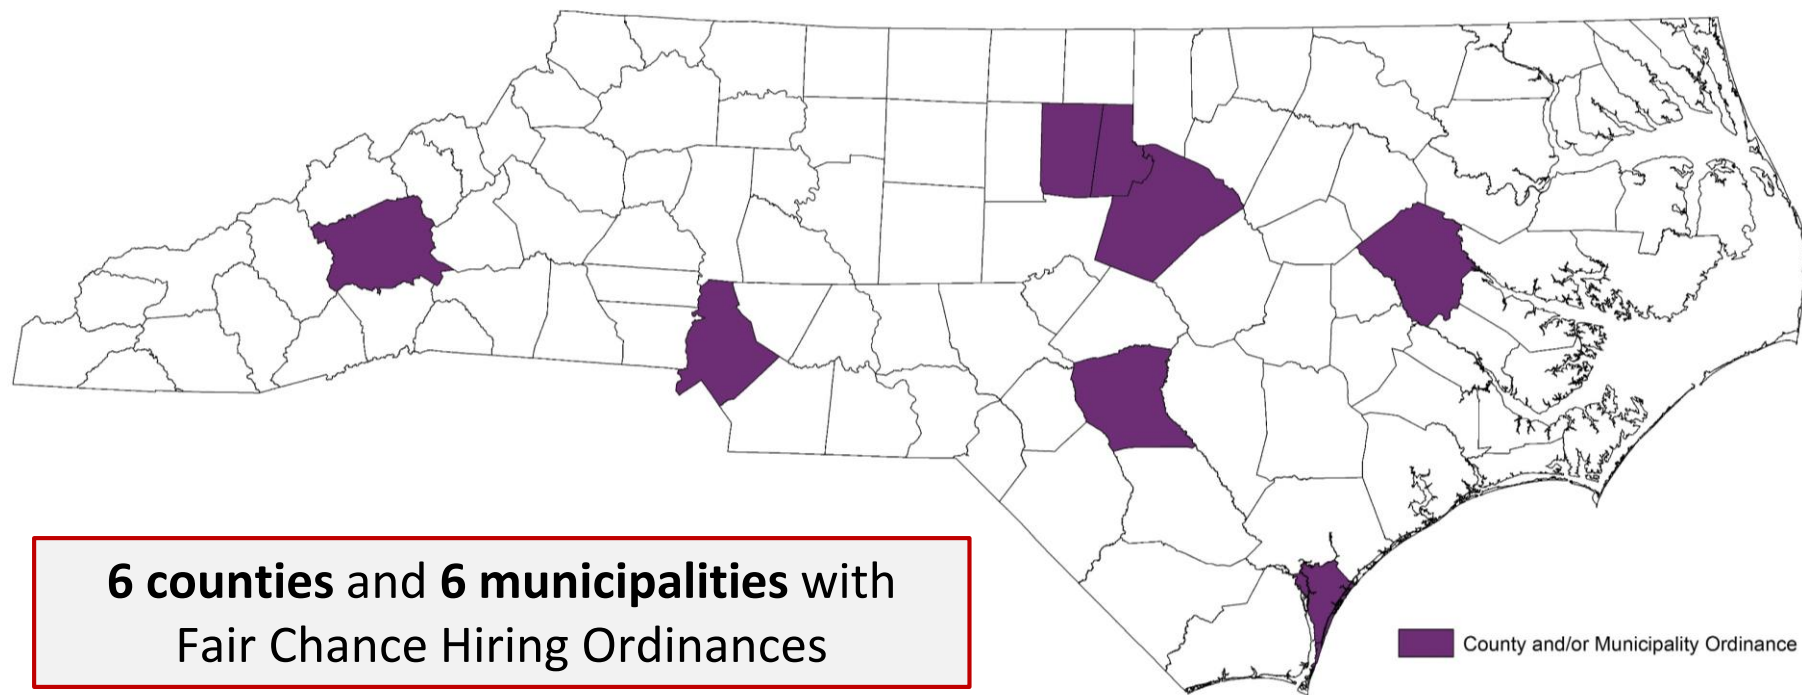 6 counties and 6 municipalities with
Fair Chance Hiring Ordinances
County and/or Municipality Ordinance